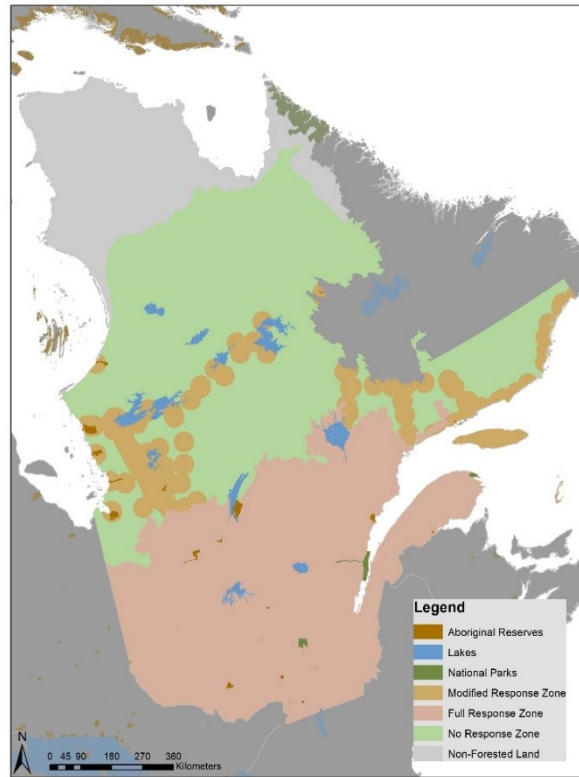 Legend
Aboriginal Reserves
Lakes
National Parks
Modified Response Zone
Full Response Zone
No Response Zone
Non-Forested Land
N
0 45 90 180 270 360
Kilometers